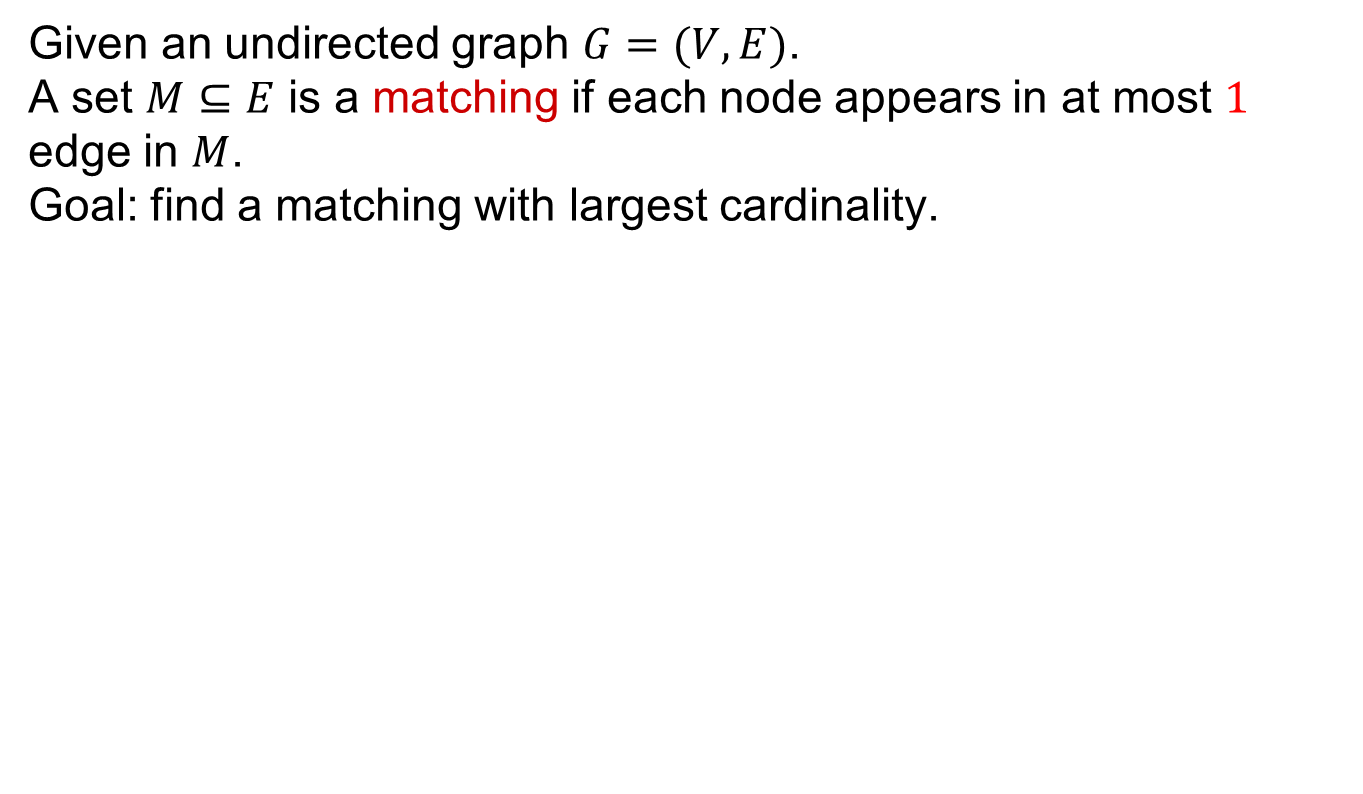 Given an undirected graph 𝐺 = (𝑉, 𝐸).
A set 𝑀 ⊆ 𝐸 is a matching if each node appears in at most 1
edge in 𝑀.
Goal: find a matching with largest cardinality.